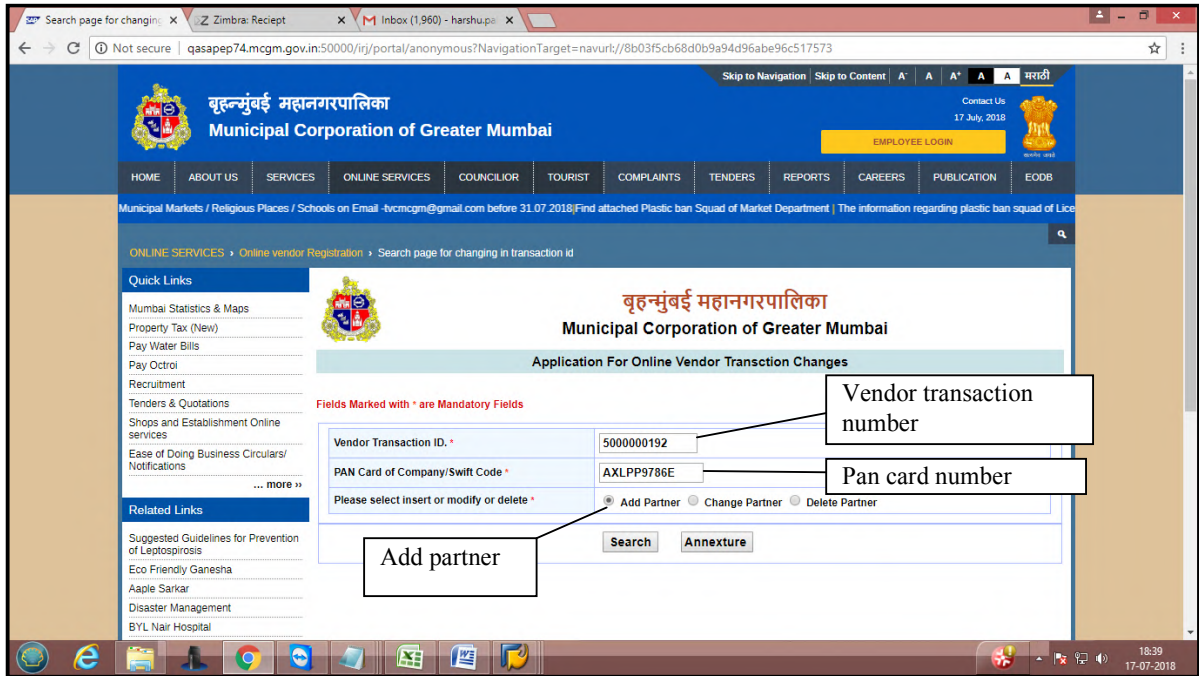 Search page for changing
Zimbra: Reciept
Inbox (1,960) - harshu.pa
Not secure | qasapep74.mcgm.gov.in:50000/irj/portal/anonymous?NavigationTarget=navurl://8b03f5cb68d0b9a94d96abe96c517573
Skip to Navigation Skip to Content A- A A+ A A मराठी
बृहन्मुंबई महानगरपालिका
Municipal Corporation of Greater Mumbai
Contact Us
17 July, 2018
EMPLOYEE LOGIN
HOME ABOUT US SERVICES ONLINE SERVICES COUNCILIOR TOURIST COMPLAINTS TENDERS REPORTS CAREERS PUBLICATION EODB
Municipal Markets / Religious Places / Schools on Email -tvcmcgm@gmail.com before 31.07.2018|Find attached Plastic ban Squad of Market Department | The information regarding plastic ban squad of Lice
ONLINE SERVICES › Online vendor Registration › Search page for changing in transaction id
Quick Links
Mumbai Statistics & Maps
Property Tax (New)
Pay Water Bills
Pay Octroi
Recruitment
Tenders & Quotations
Shops and Establishment Online
services
Ease of Doing Business Circulars/
Notifications
... more ››
Related Links
Suggested Guidelines for Prevention
of Leptospirosis
Eco Friendly Ganesha
Aaple Sarkar
Disaster Management
BYL Nair Hospital
बृहन्मुंबई महानगरपालिका
Municipal Corporation of Greater Mumbai
Application For Online Vendor Transction Changes
Fields Marked with * are Mandatory Fields
Vendor Transaction ID. * 5000000192
PAN Card of Company/Swift Code * AXLPP9786E
Please select insert or modify or delete * Add Partner Change Partner Delete Partner
Search Annexture
Vendor transaction
number
Pan card number
Add partner
18:39
17-07-2018